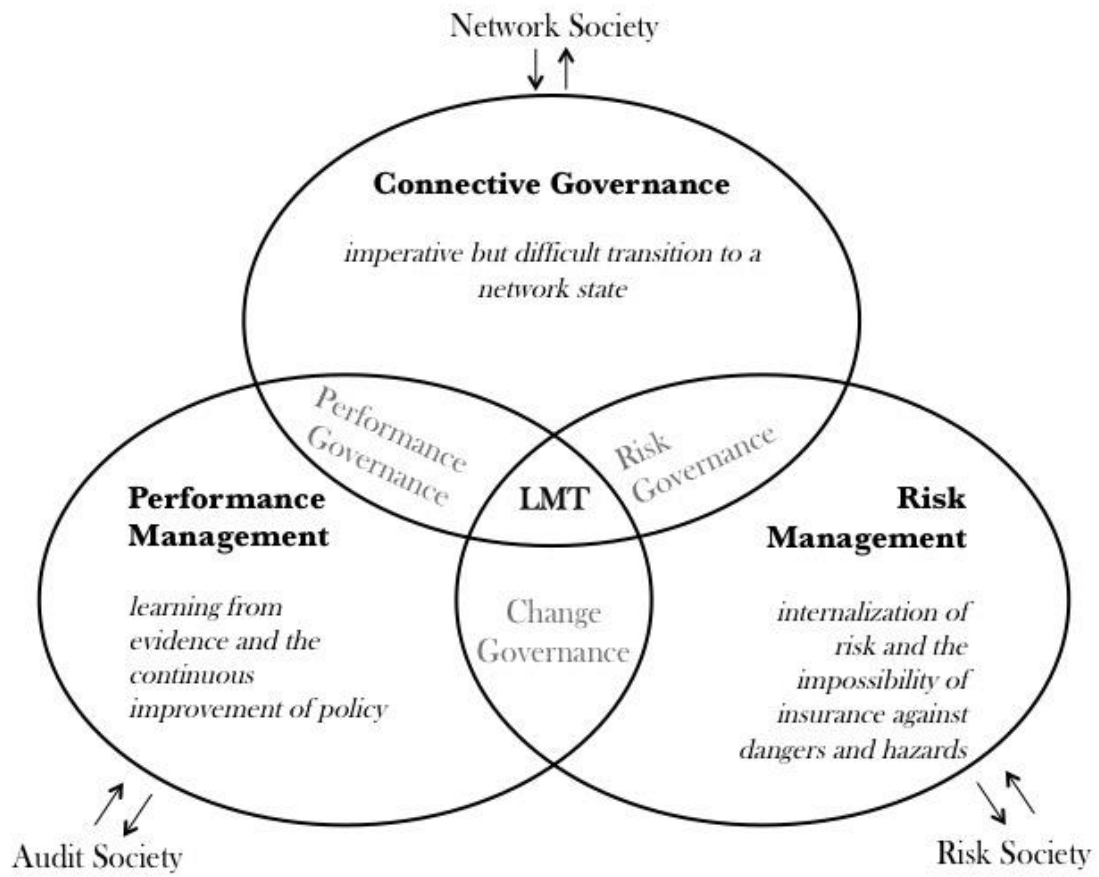 Network Society
Connective Governance
imperative but difficult transition to a
network state
Performance
Governance
Risk
Governance
LMT
Performance
Management
learning from
evidence and the
continuous
improvement of policy
Change
Governance
Risk
Management
internalization of
risk and the
impossibility of
insurance against
dangers and hazards
Audit Society
Risk Society